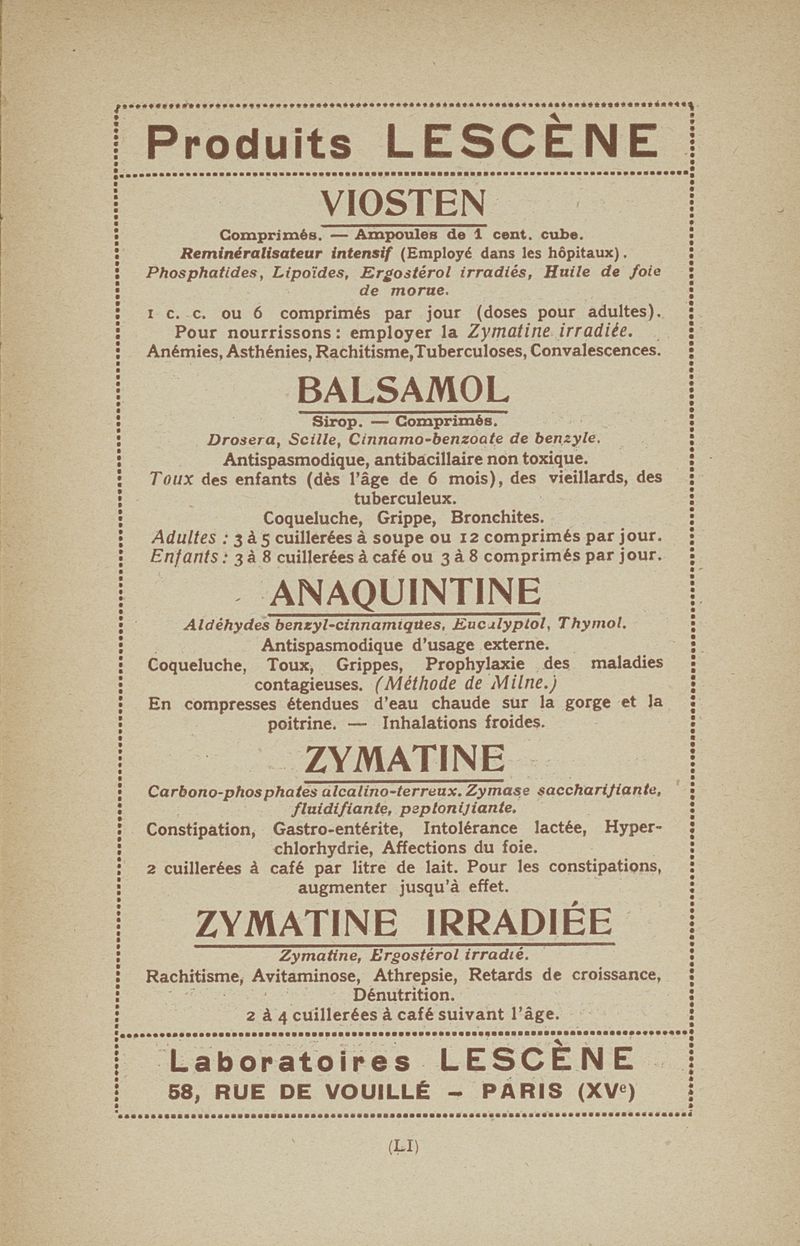 Produits LESCÈNE
VIOSTEN
Comprimés. — Ampoules de 1 cent. cube.
Reminéralisateur intensif (Employé dans les hôpitaux).
Phosphatides, Lipoïdes, Ergostérol irradiés, Huile de foie
de morue.
1 c. c. ou 6 comprimés par jour (doses pour adultes).
Pour nourrissons : employer la Zymatine irradiée.
Anémies, Asthénies, Rachitisme, Tuberculoses, Convalescences.
BALSAMOL
Sirop. — Comprimés.
Drosera, Scille, Cinnamo-benzoate de benzyle.
Antispasmodique, antibacillaire non toxique.
Toux des enfants (dès l'âge de 6 mois), des vieillards, des
tuberculeux.
Coqueluche, Grippe, Bronchites.
Adultes : 3 à 5 cuillerées à soupe ou 12 comprimés par jour.
Enfants : 3 à 8 cuillerées à café ou 3 à 8 comprimés par jour.
ANAQUINTINE
Aldéhydes benzyl-cinnamiques, Eucalyptol, Thymol.
Antispasmodique d'usage externe.
Coqueluche, Toux, Grippes, Prophylaxie des maladies
contagieuses. (Méthode de Milne.)
En compresses étendues d'eau chaude sur la gorge et la
poitrine. — Inhalations froides.
ZYMATINE
Carbono-phosphates alcalino-terreux. Zymase saccharifiante,
fluidifiante, peptonifiante.
Constipation, Gastro-entérite, Intolérance lactée, Hyper-
chlorhydrie, Affections du foie.
2 cuillerées à café par litre de lait. Pour les constipations,
augmenter jusqu'à effet.
ZYMATINE IRRADIÉE
Zymatine, Ergostérol irradié.
Rachitisme, Avitaminose, Athrepsie, Retards de croissance,
Dénutrition.
2 à 4 cuillerées à café suivant l'âge.
Laboratoires LESCÈNE
58, RUE DE VOUILLÉ – PARIS (XVe)
(LI)